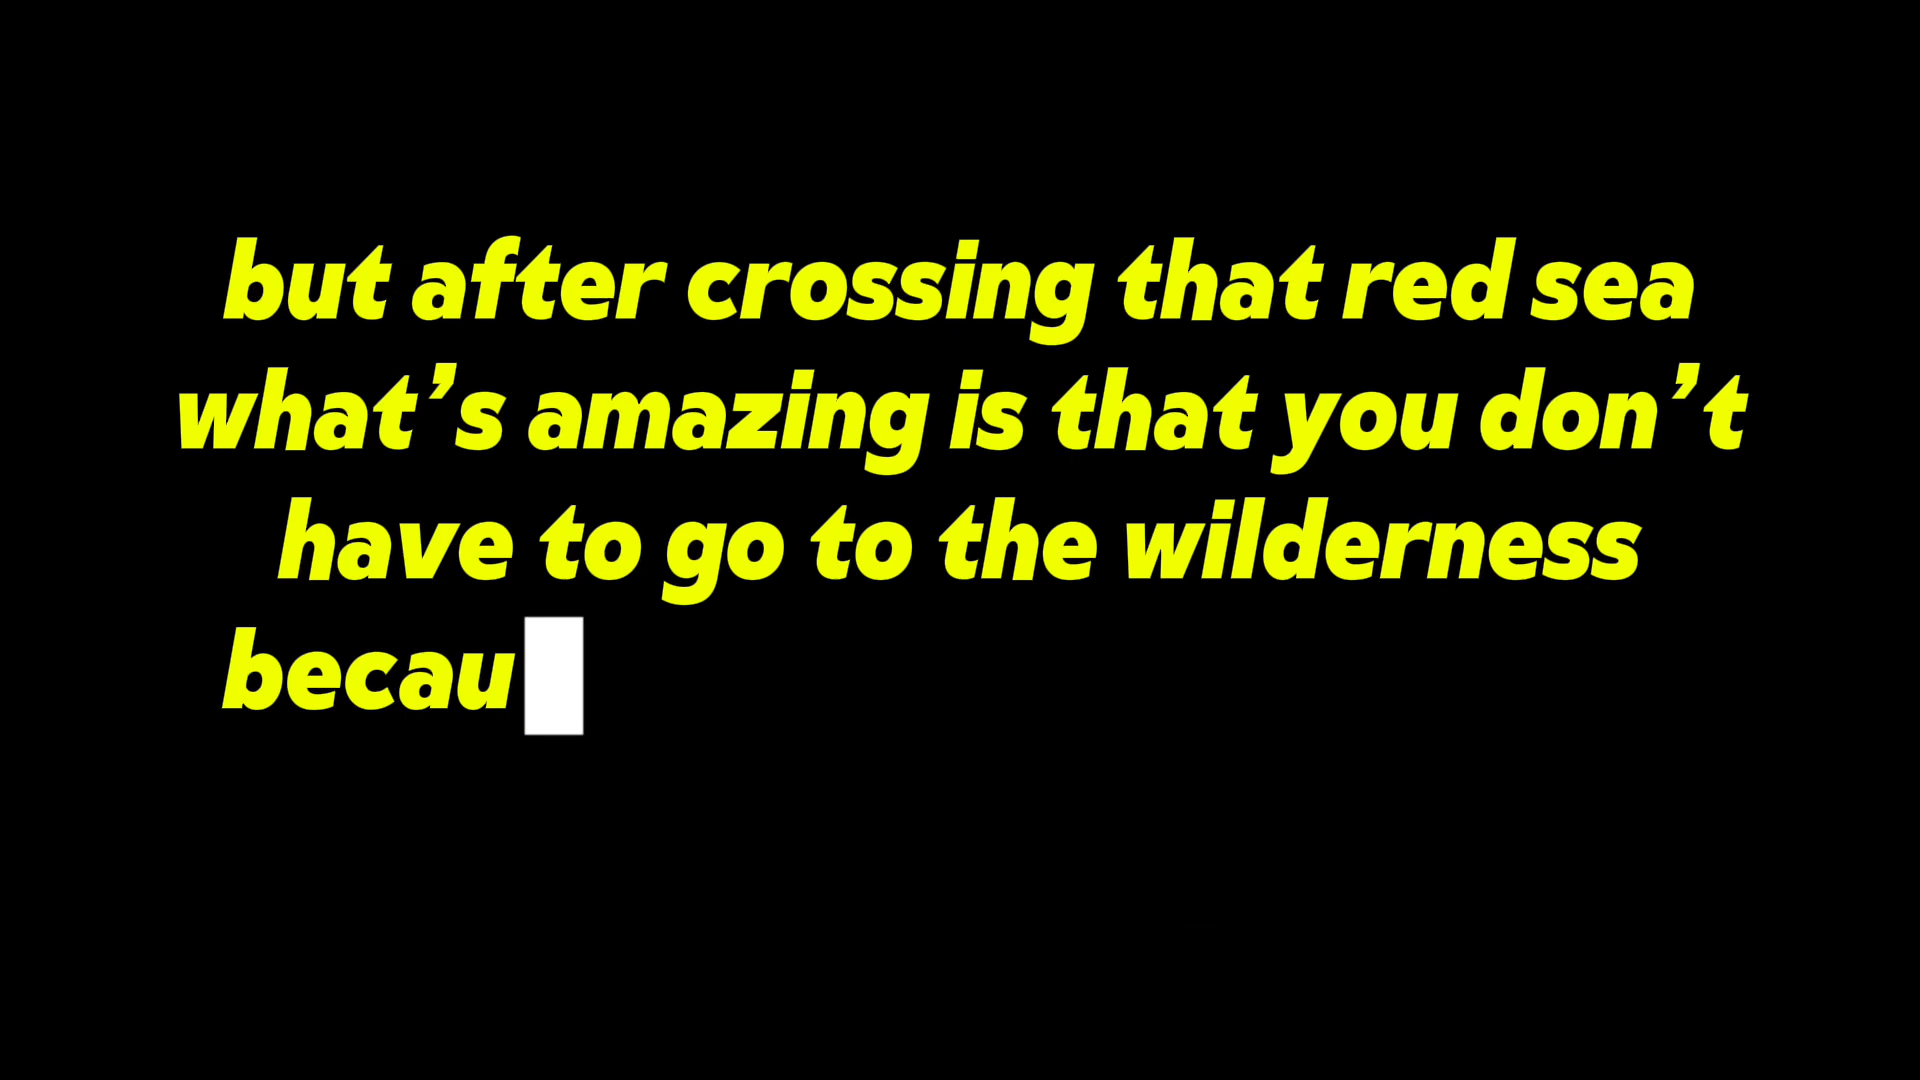 but after crossing that red sea
what’s amazing is that you don’t
have to go to the wilderness
becau